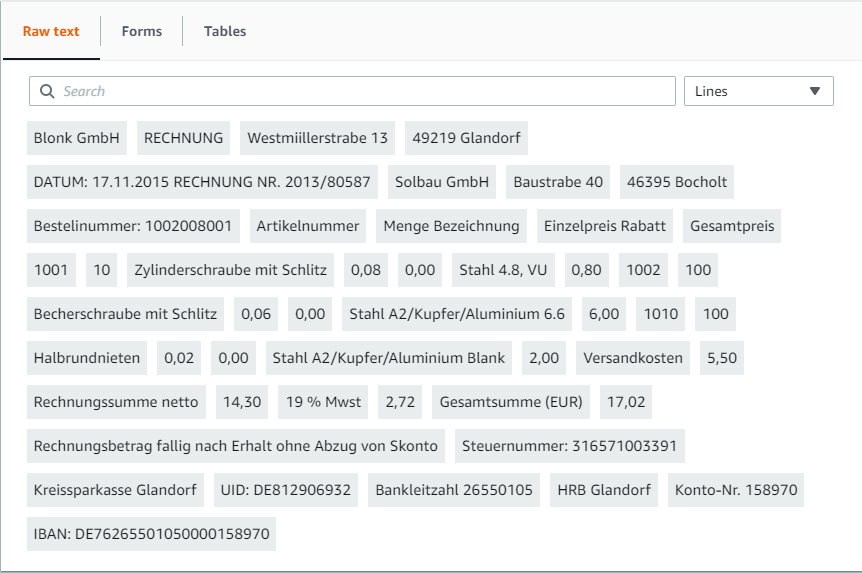 Raw text Forms Tables
Search Lines
Blonk GmbH RECHNUNG Westmiillerstrabe 13 49219 Glandorf
DATUM: 17.11.2015 RECHNUNG NR. 2013/80587 Solbau GmbH Baustrabe 40 46395 Bocholt
Bestelinummer: 1002008001 Artikelnummer Menge Bezeichnung Einzelpreis Rabatt Gesamtpreis
1001 10 Zylinderschraube mit Schlitz 0,08 0,00 Stahl 4.8, VU 0,80 1002 100
Becherschraube mit Schlitz 0,06 0,00 Stahl A2/Kupfer/Aluminium 6.6 6,00 1010 100
Halbrundnieten 0,02 0,00 Stahl A2/Kupfer/Aluminium Blank 2,00 Versandkosten 5,50
Rechnungssumme netto 14,30 19 % Mwst 2,72 Gesamtsumme (EUR) 17,02
Rechnungsbetrag fallig nach Erhalt ohne Abzug von Skonto Steuernummer: 316571003391
Kreissparkasse Glandorf UID: DE812906932 Bankleitzahl 26550105 HRB Glandorf Konto-Nr. 158970
IBAN: DE76265501050000158970